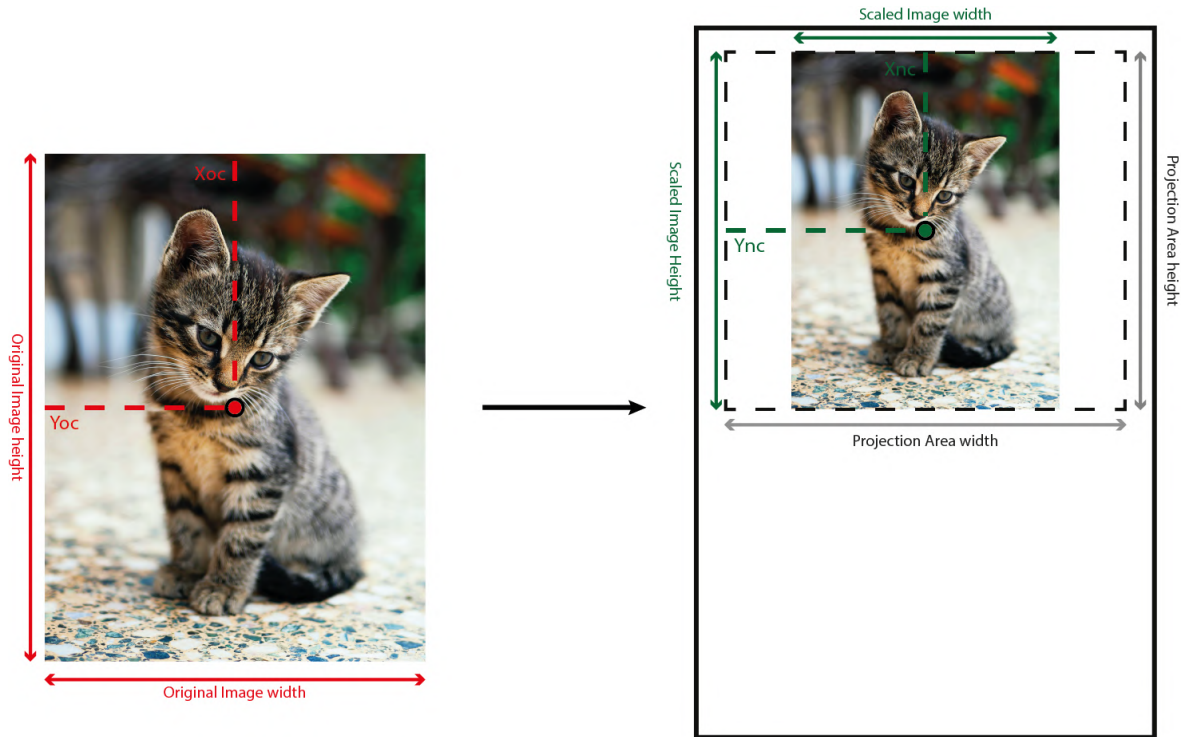 Scaled Image width
Xnc
Xoc
Scaled Image Height
Projection Area height
Ync
Original Image height
Yoc
Projection Area width
Original Image width